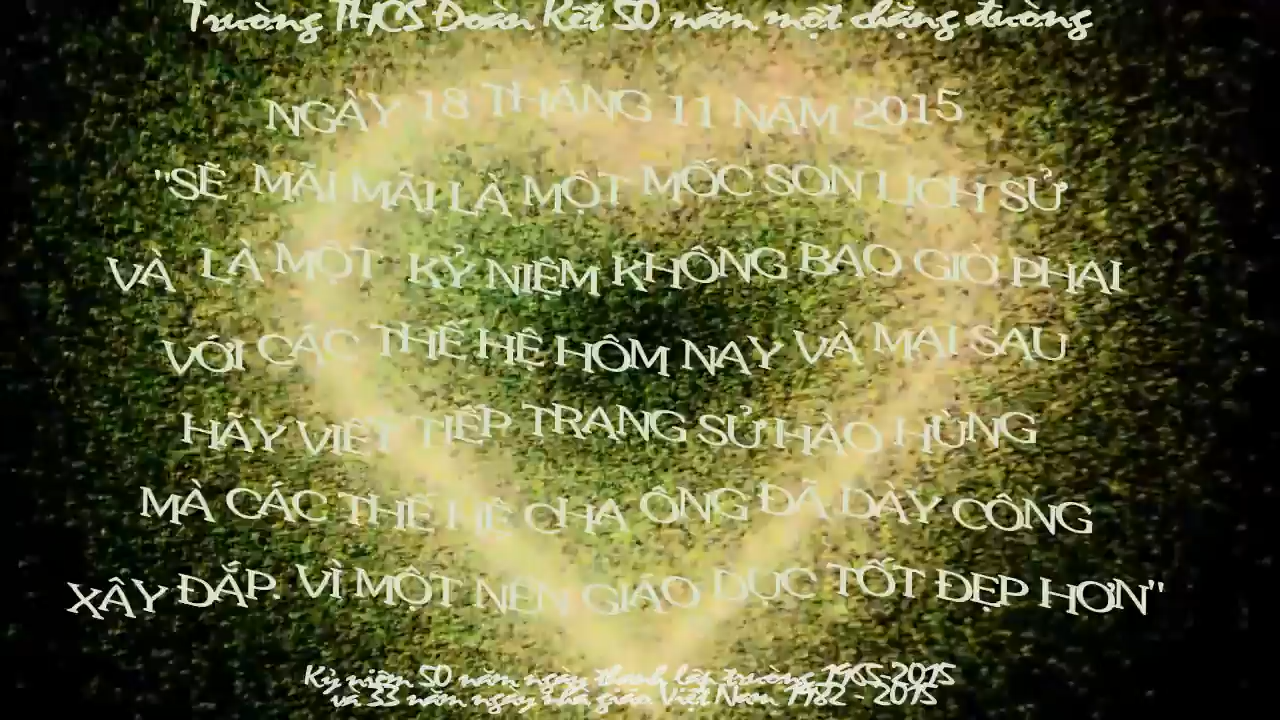 Trường THCS Đoàn Kết 50 năm một chặng đường
NGÀY 18 THÁNG 11 NĂM 2015
"SẼ MÃI MÃI LÀ MỘT MỐC SON LỊCH SỬ
VÀ LÀ MỘT KỶ NIỆM KHÔNG BAO GIỜ PHAI
VỚI CÁC THẾ HỆ HÔM NAY VÀ MAI SAU
HÃY VIẾT TIẾP TRANG SỬ HÀO HÙNG
MÀ CÁC THẾ HỆ CHA ÔNG ĐÃ DÀY CÔNG
XÂY ĐẮP. VÌ MỘT NỀN GIÁO DỤC TỐT ĐẸP HƠN"
Kỷ niệm 50 năm ngày thanh lập trường 1965-2015
và 33 năm ngày nhà giáo Việt Nam 1982 - 2015